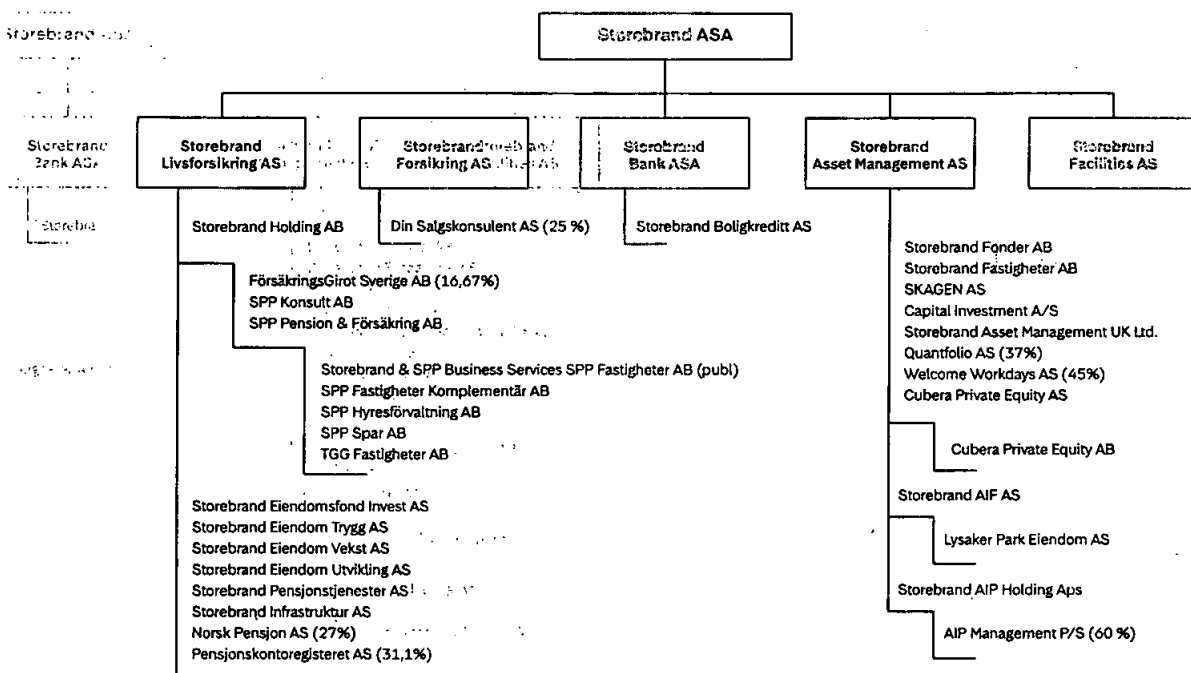 Storebrand ASA
Storebrand
Livsforsikring AS
Storebrand
Forsikring AS
Storebrand
Bank ASA
Storebrand
Asset Management AS
Storebrand
Facilities AS
Storebrand
Storebrand
Bank ASA
Storebrand Holding AB
FörsäkringsGirot Sverige AB (16,67%)
SPP Konsult AB
SPP Pension & Försäkring AB
Storebrand & SPP Business Services SPP Fastigheter AB (publ)
SPP Fastigheter Komplementär AB
SPP Hyresförvaltning AB
SPP Spar AB
TGG Fastigheter AB
Storebrand Eiendomsfond Invest AS
Storebrand Eiendom Trygg AS
Storebrand Eiendom Vekst AS
Storebrand Eiendom Utvikling AS
Storebrand Pensjonstjenester AS
Storebrand Infrastruktur AS
Norsk Pensjon AS (27%)
Pensjonskontoregisteret AS (31,1%)
Din Salgskonsulent AS (25 %)
Storebrand Boligkreditt AS
Storebrand Fonder AB
Storebrand Fastigheter AB
SKAGEN AS
Capital Investment A/S
Storebrand Asset Management UK Ltd.
Quantfolio AS (37%)
Welcome Workdays AS (45%)
Cubera Private Equity AS
Cubera Private Equity AB
Storebrand AIF AS
Lysaker Park Eiendom AS
Storebrand AIP Holding Aps
AIP Management P/S (60 %)